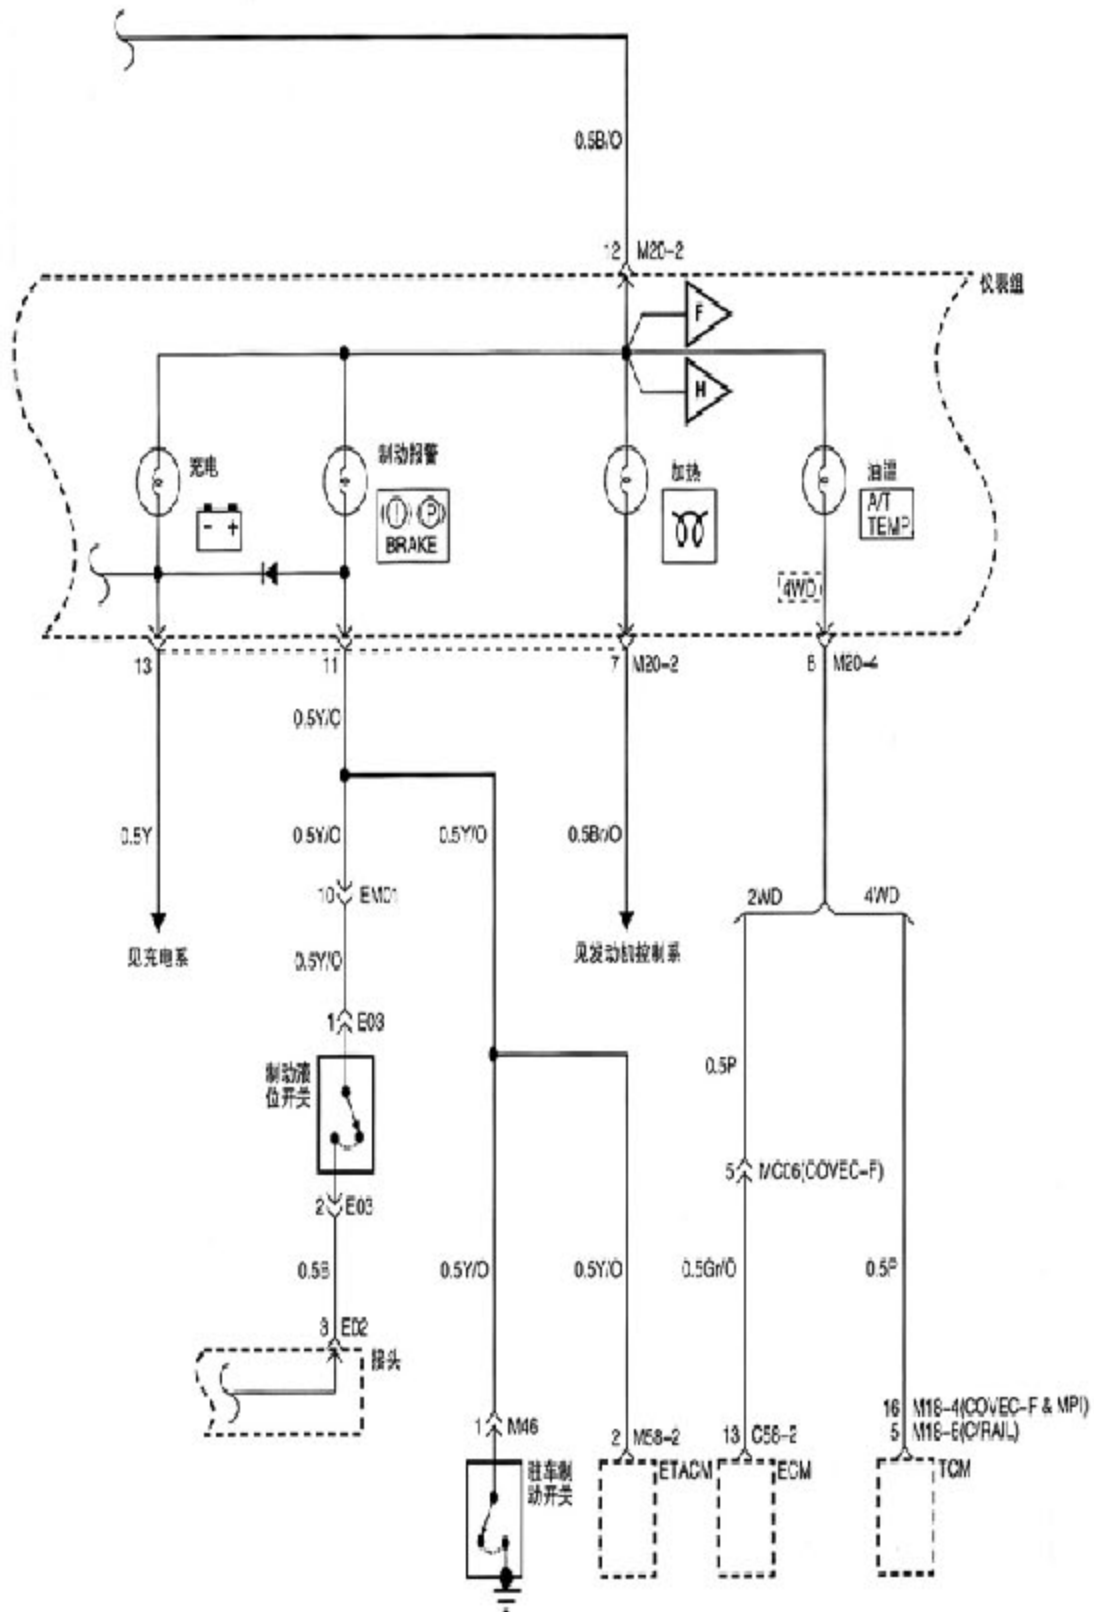 0.5B/O
12 M20-2
仪表组
F
H
充电
制动报警
加热
油温
- +
(!) (P)
BRAKE
A/T
TEMP.
4WD
13
11
7 M20-2
6 M20-4
0.5Y/O
0.5Y
0.5Y/O
0.5Y/O
0.5Br/O
2WD
4WD
10 EM01
见充电系
0.5Y/O
见发动机控制系
1 E03
制动液
位开关
0.5P
5 MC06(COVEC-F)
2 E03
0.5B
0.5Y/O
0.5Y/O
0.5Gr/O
0.5P
8 E02
接头
1 M46
2 M58-2
13 C58-2
16 M18-4(COVEC-F & MPI)
5 M18-6(C/RAIL)
驻车制
动开关
ETACM
ECM
TCM